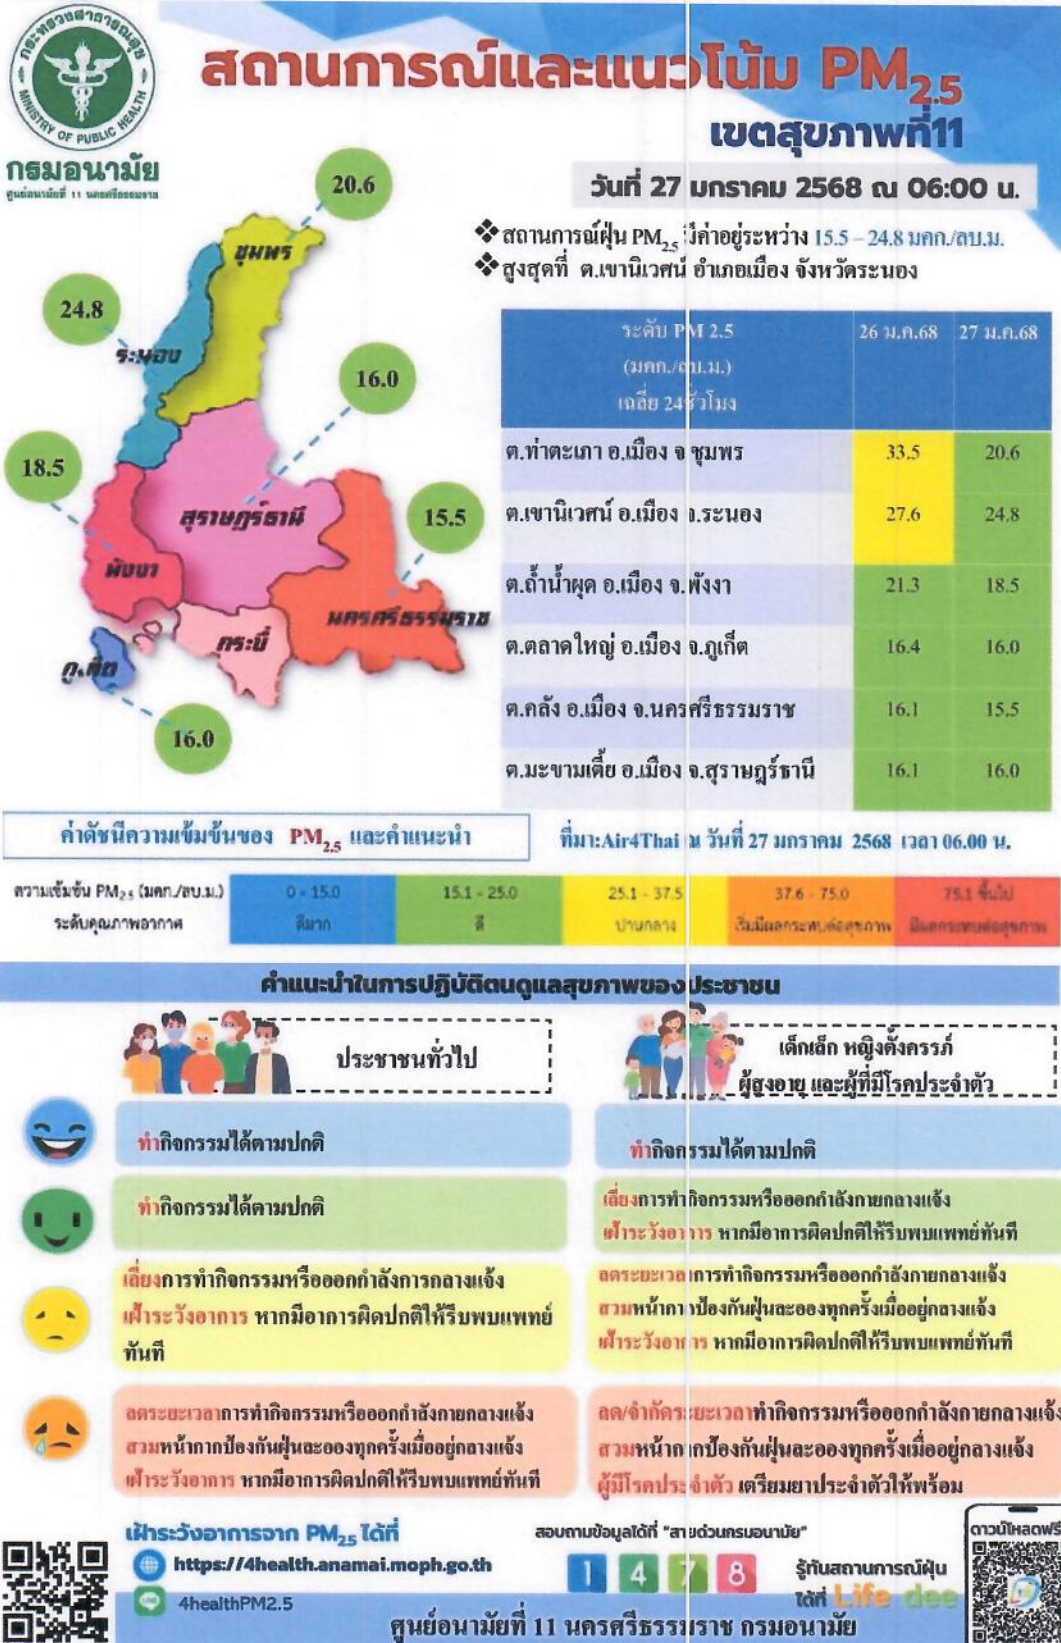 กระทรวงสาธารณสุข
MINISTRY OF PUBLIC HEALTH
กรมอนามัย
ศูนย์อนามัยที่ 11 นครศรีธรรมราช
สถานการณ์และแนวโน้ม PM2.5
เขตสุขภาพที่11
วันที่ 27 มกราคม 2568 ณ 06:00 น.
❖ สถานการณ์ฝุ่น PM2.5 มีค่าอยู่ระหว่าง 15.5 – 24.8 มคก./ลบ.ม.
❖ สูงสุดที่ ต.เขานิเวศน์ อำเภอเมือง จังหวัดระนอง
20.6
ชุมพร
24.8
ระนอง
16.0
18.5
สุราษฎร์ธานี
15.5
พังงา
นครศรีธรรมราช
กระบี่
ภูเก็ต
16.0
ระดับ PM 2.5 (มคก./ลบ.ม.) เฉลี่ย 24ชั่วโมง 26 ม.ค.68 27 ม.ค.68
ต.ท่าตะเภา อ.เมือง จ ชุมพร 33.5 20.6
ต.เขานิเวศน์ อ.เมือง จ.ระนอง 27.6 24.8
ต.ถ้ำน้ำผุด อ.เมือง จ.พังงา 21.3 18.5
ต.ตลาดใหญ่ อ.เมือง จ.ภูเก็ต 16.4 16.0
ต.คลัง อ.เมือง จ.นครศรีธรรมราช 16.1 15.5
ต.มะขามเตี้ย อ.เมือง จ.สุราษฎร์ธานี 16.1 16.0
ค่าดัชนีความเข้มข้นของ PM2.5 และคำแนะนำ
ที่มา:Air4Thai ณ วันที่ 27 มกราคม 2568 เวลา 06.00 น.
ความเข้มข้น PM2.5 (มคก./ลบ.ม.) 0 - 15.0 15.1 - 25.0 25.1 - 37.5 37.6 - 75.0 75.1 ขึ้นไป
ระดับคุณภาพอากาศ ดีมาก ดี ปานกลาง เริ่มมีผลกระทบต่อสุขภาพ มีผลกระทบต่อสุขภาพ
คำแนะนำในการปฏิบัติตนดูแลสุขภาพของประชาชน
ประชาชนทั่วไป
เด็กเล็ก หญิงตั้งครรภ์
ผู้สูงอายุ และผู้ที่มีโรคประจำตัว
ทำกิจกรรมได้ตามปกติ
ทำกิจกรรมได้ตามปกติ
ทำกิจกรรมได้ตามปกติ
เลี่ยงการทำกิจกรรมหรือออกกำลังกายกลางแจ้ง
เฝ้าระวังอาการ หากมีอาการผิดปกติให้รีบพบแพทย์ทันที
เลี่ยงการทำกิจกรรมหรือออกกำลังการกลางแจ้ง
เฝ้าระวังอาการ หากมีอาการผิดปกติให้รีบพบแพทย์
ทันที
ลดระยะเวลาการทำกิจกรรมหรือออกกำลังกายกลางแจ้ง
สวมหน้ากากป้องกันฝุ่นละอองทุกครั้งเมื่ออยู่กลางแจ้ง
เฝ้าระวังอาการ หากมีอาการผิดปกติให้รีบพบแพทย์ทันที
ลดระยะเวลาการทำกิจกรรมหรือออกกำลังกายกลางแจ้ง
สวมหน้ากากป้องกันฝุ่นละอองทุกครั้งเมื่ออยู่กลางแจ้ง
เฝ้าระวังอาการ หากมีอาการผิดปกติให้รีบพบแพทย์ทันที
ลด/จำกัดระยะเวลาทำกิจกรรมหรือออกกำลังกายกลางแจ้ง
สวมหน้ากากป้องกันฝุ่นละอองทุกครั้งเมื่ออยู่กลางแจ้ง
ผู้มีโรคประจำตัว เตรียมยาประจำตัวให้พร้อม
เฝ้าระวังอาการจาก PM2.5 ได้ที่
https://4health.anamai.moph.go.th
4healthPM2.5
สอบถามข้อมูลได้ที่ "สายด่วนกรมอนามัย"
1 4 7 8
รู้ทันสถานการณ์ฝุ่น
ได้ที่ Life dee
ดาวน์โหลดฟรี
ศูนย์อนามัยที่ 11 นครศรีธรรมราช กรมอนามัย